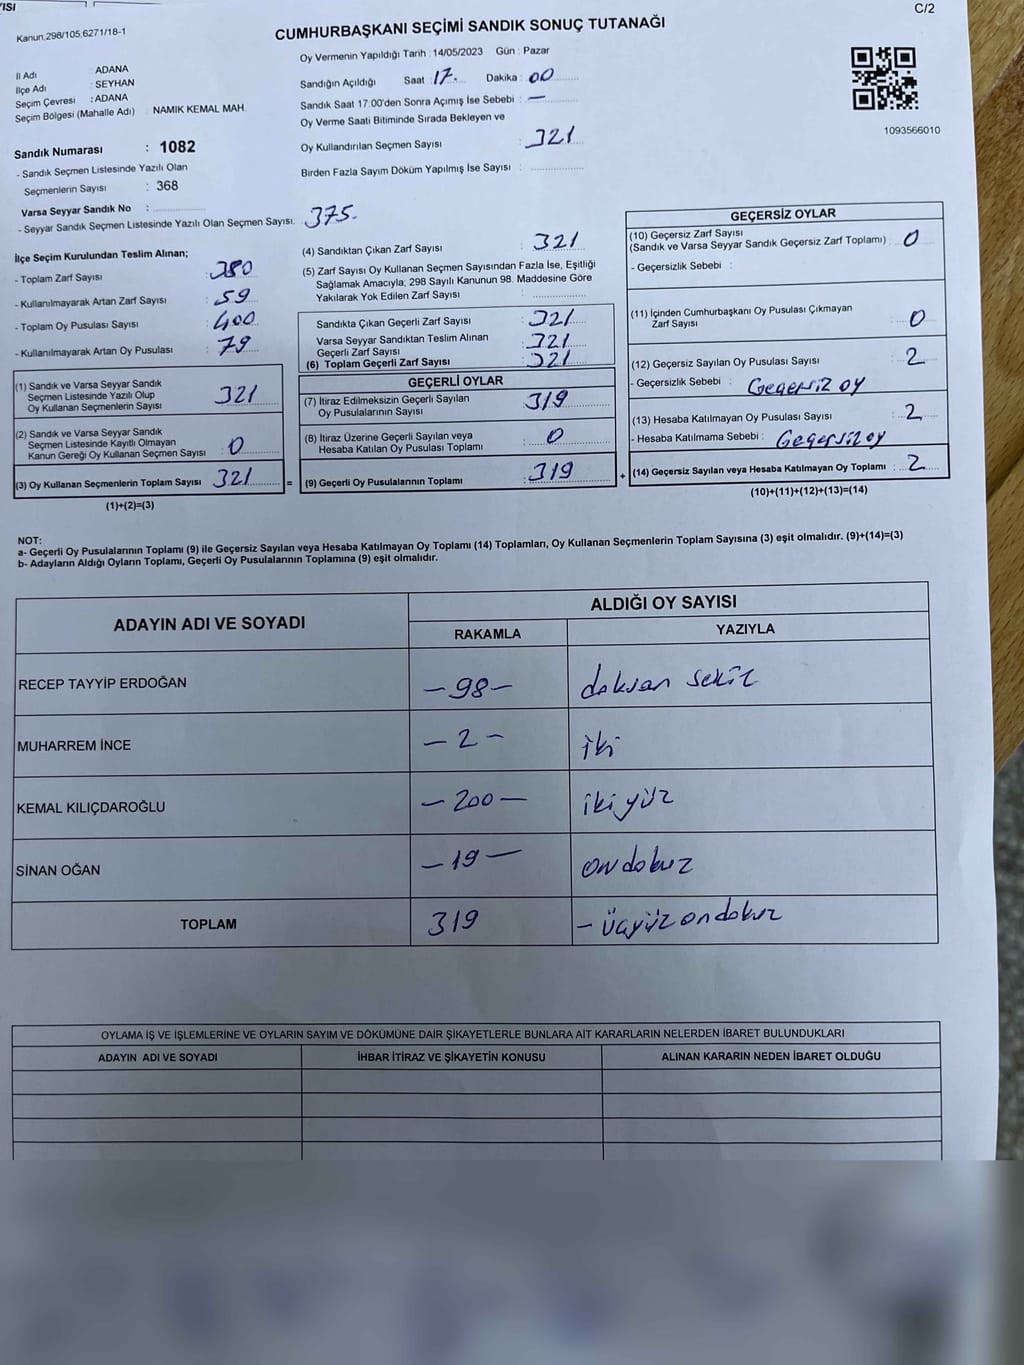 YISI
C/2
Kanun,298/105,6271/18-1
CUMHURBAŞKANI SEÇİMİ SANDIK SONUÇ TUTANAĞI
Oy Vermenin Yapıldığı Tarih : 14/05/2023 Gün : Pazar
İl Adı : ADANA
İlçe Adı : SEYHAN
Seçim Çevresi : ADANA
Seçim Bölgesi (Mahalle Adı) : NAMIK KEMAL MAH.
Sandığın Açıldığı Saat 17. Dakika : 00
Sandık Saat 17:00'den Sonra Açımış İse Sebebi : —
Oy Verme Saati Bitiminde Sırada Bekleyen ve
Oy Kullandırılan Seçmen Sayısı : 321
Birden Fazla Sayım Döküm Yapılmış İse Sayısı :
1093566010
Sandık Numarası : 1082
- Sandık Seçmen Listesinde Yazılı Olan
Seçmenlerin Sayısı : 368
Varsa Seyyar Sandık No :
- Seyyar Sandık Seçmen Listesinde Yazılı Olan Seçmen Sayısı: 375-
İlçe Seçim Kurulundan Teslim Alınan;
- Toplam Zarf Sayısı : 380
- Kullanılmayarak Artan Zarf Sayısı : 59
- Toplam Oy Pusulası Sayısı : 400
- Kullanılmayarak Artan Oy Pusulası : 79
(1) Sandık ve Varsa Seyyar Sandık
Seçmen Listesinde Yazılı Olup
Oy Kullanan Seçmenlerin Sayısı : 321
(2) Sandık ve Varsa Seyyar Sandık
Seçmen Listesinde Kayıtlı Olmayan
Kanun Gereği Oy Kullanan Seçmen Sayısı : 0
(3) Oy Kullanan Seçmenlerin Toplam Sayısı : 321
(1)+(2)=(3)
=
(4) Sandıktan Çıkan Zarf Sayısı : 321
(5) Zarf Sayısı Oy Kullanan Seçmen Sayısından Fazla İse, Eşitliği
Sağlamak Amacıyla; 298 Sayılı Kanunun 98. Maddesine Göre
Yakılarak Yok Edilen Zarf Sayısı :
Sandıkta Çıkan Geçerli Zarf Sayısı : 321
Varsa Seyyar Sandıktan Teslim Alınan
Geçerli Zarf Sayısı : 321
(6) Toplam Geçerli Zarf Sayısı : 321
GEÇERLİ OYLAR
(7) İtiraz Edilmeksizin Geçerli Sayılan
Oy Pusulalarının Sayısı : 319
(8) İtiraz Üzerine Geçerli Sayılan veya
Hesaba Katılan Oy Pusulası Toplamı : 0
(9) Geçerli Oy Pusulalarının Toplamı : 319
+
GEÇERSİZ OYLAR
(10) Geçersiz Zarf Sayısı
(Sandık ve Varsa Seyyar Sandık Geçersiz Zarf Toplamı) : 0
- Geçersizlik Sebebi :
(11) İçinden Cumhurbaşkanı Oy Pusulası Çıkmayan
Zarf Sayısı : 0
(12) Geçersiz Sayılan Oy Pusulası Sayısı : 2
- Geçersizlik Sebebi : Geçersiz oy
(13) Hesaba Katılmayan Oy Pusulası Sayısı : 2
- Hesaba Katılmama Sebebi : Geçersiz oy
(14) Geçersiz Sayılan veya Hesaba Katılmayan Oy Toplamı : 2
(10)+(11)+(12)+(13)=(14)
NOT:
a- Geçerli Oy Pusulalarının Toplamı (9) ile Geçersiz Sayılan veya Hesaba Katılmayan Oy Toplamı (14) Toplamları, Oy Kullanan Seçmenlerin Toplam Sayısına (3) eşit olmalıdır. (9)+(14)=(3)
b- Adayların Aldığı Oyların Toplamı, Geçerli Oy Pusulalarının Toplamına (9) eşit olmalıdır.
ADAYIN ADI VE SOYADI
ALDIĞI OY SAYISI
RAKAMLA YAZIYLA
RECEP TAYYİP ERDOĞAN —98— doksan sekiz
MUHARREM İNCE —2— iki
KEMAL KILIÇDAROĞLU —200— iki yüz
SİNAN OĞAN —19— ondokuz
TOPLAM 319 — üçyüz ondokuz
OYLAMA İŞ VE İŞLEMLERİNE VE OYLARIN SAYIM VE DÖKÜMÜNE DAİR ŞİKAYETLERLE BUNLARA AİT KARARLARIN NELERDEN İBARET BULUNDUKLARI
ADAYIN ADI VE SOYADI İHBAR İTİRAZ VE ŞİKAYETİN KONUSU ALINAN KARARIN NEDEN İBARET OLDUĞU